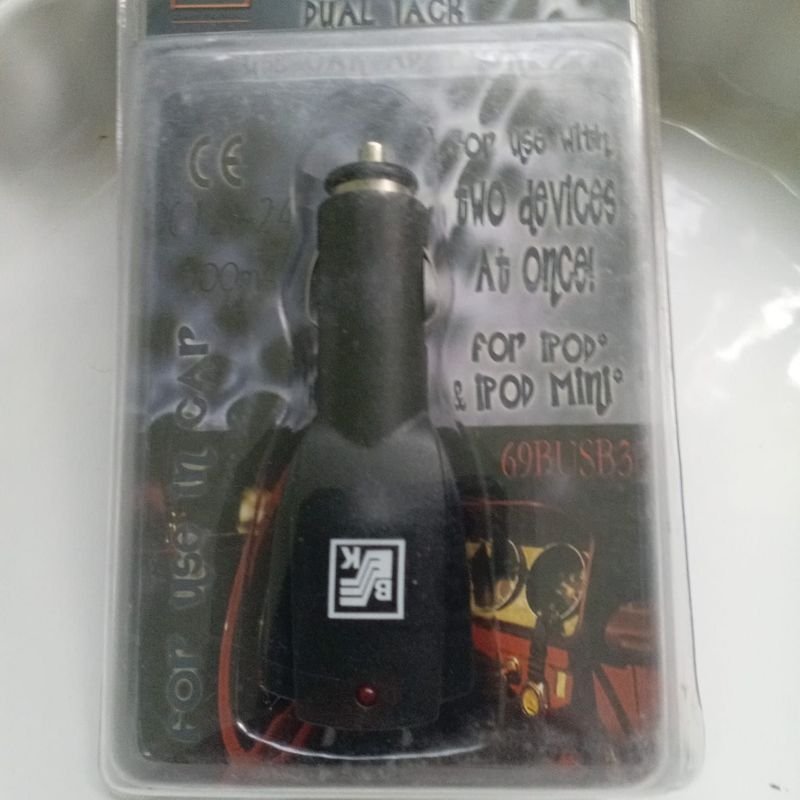 DUAL JACK
CE
For use with
two devices
At ONCE!
FOR IPOD®
& IPOD MINI®
69BUSB3
FOR USE IN CAR
BK